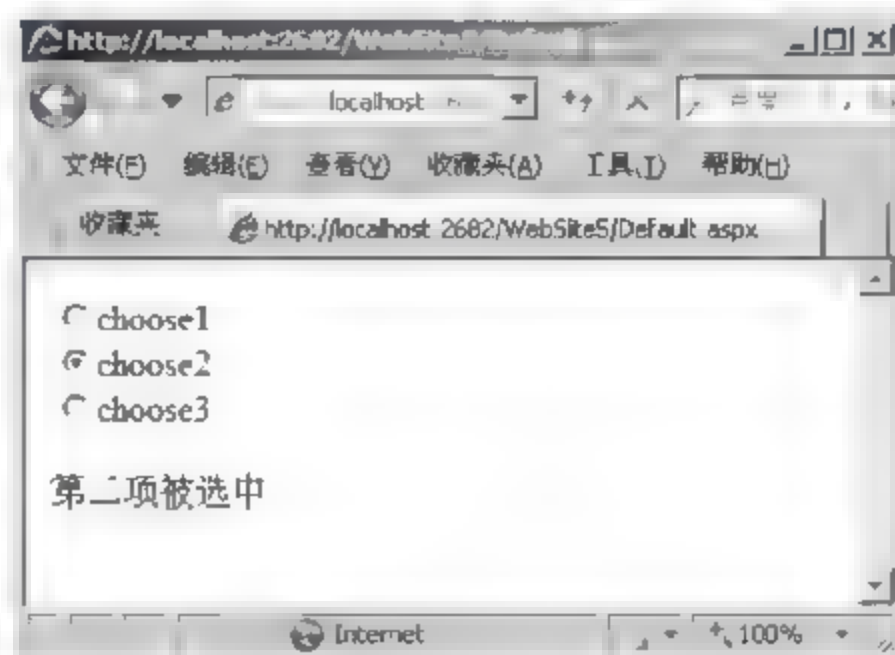 http://localhost:2682/WebSite5/Default
localhost
文件(F) 编辑(E) 查看(V) 收藏夹(A) 工具(T) 帮助(H)
收藏夹 http://localhost 2682/WebSite5/Default aspx
choose1
choose2
choose3
第二项被选中
Internet 100%